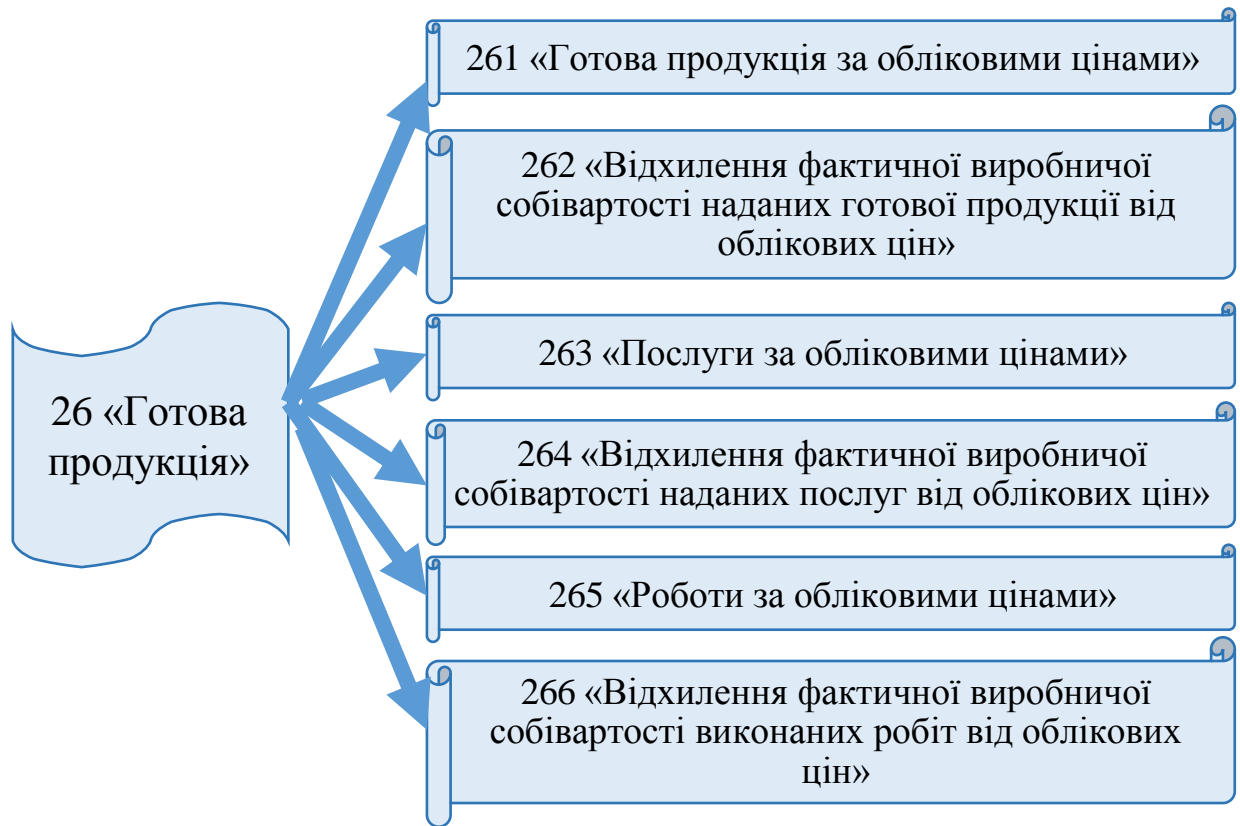 261 «Готова продукція за обліковими цінами»
262 «Відхилення фактичної виробничої
собівартості наданих готової продукції від
облікових цін»
263 «Послуги за обліковими цінами»
26 «Готова
продукція»
264 «Відхилення фактичної виробничої
собівартості наданих послуг від облікових цін»
265 «Роботи за обліковими цінами»
266 «Відхилення фактичної виробничої
собівартості виконаних робіт від облікових
цін»